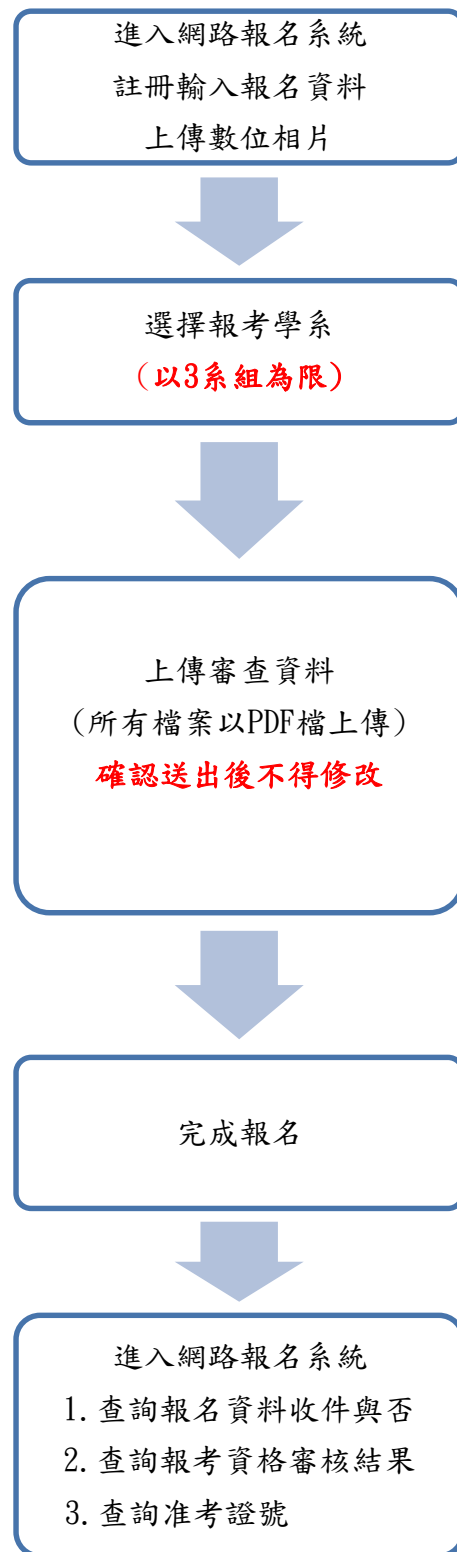 進入網路報名系統
註冊輸入報名資料
上傳數位相片
選擇報考學系
(以3系組為限)
上傳審查資料
(所有檔案以PDF檔上傳)
確認送出後不得修改
完成報名
進入網路報名系統
1.查詢報名資料收件與否
2.查詢報考資格審核結果
3.查詢准考證號